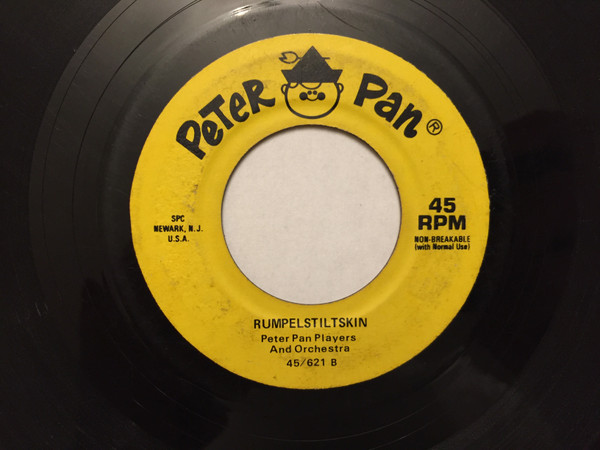 Peter Pan®
SPC
NEWARK, N.J.
U.S.A.
45
RPM
NON-BREAKABLE
(with Normal Use)
RUMPELSTILTSKIN
Peter Pan Players
And Orchestra
45/621 B